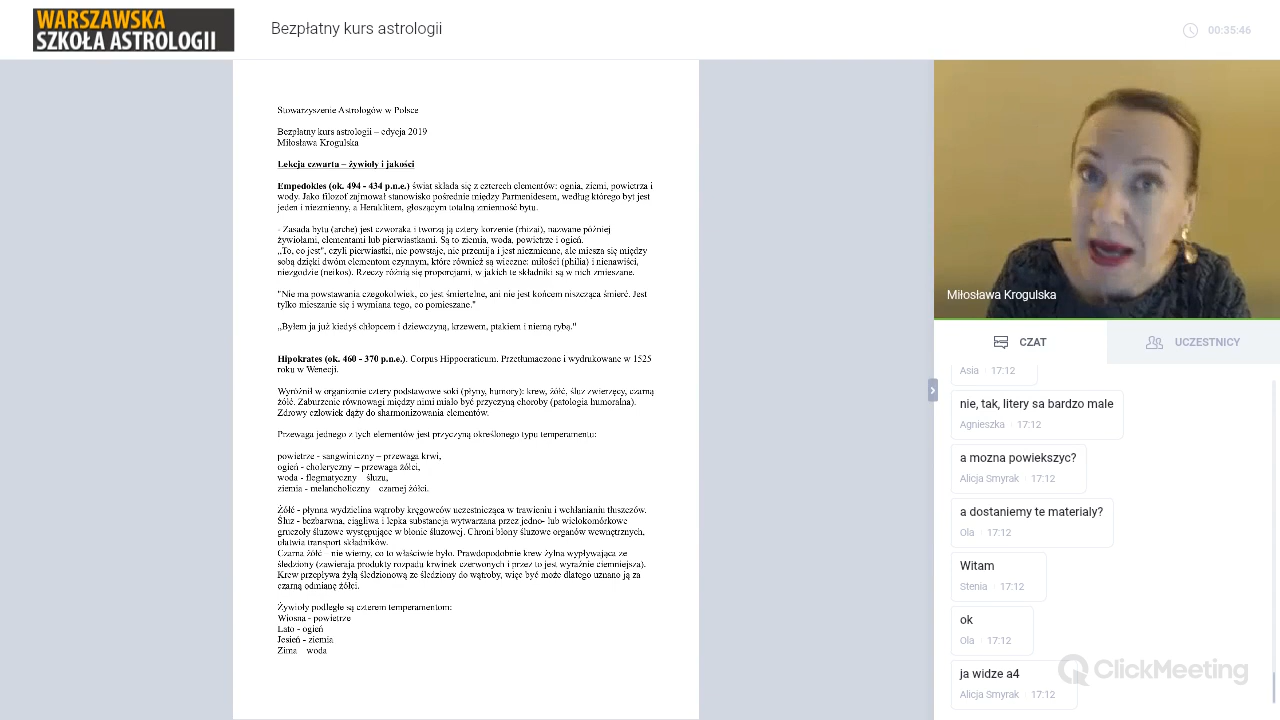 WARSZAWSKA
SZKOŁA ASTROLOGII
Bezpłatny kurs astrologii
00:35:46
Stowarzyszenie Astrologów w Polsce
Bezpłatny kurs astrologii – edycja 2019
Miłosława Krogulska
Lekcja czwarta – żywioły i jakości
Empedokles (ok. 494 - 434 p.n.e.) świat składa się z czterech elementów: ognia, ziemi, powietrza i
wody. Jako filozof zajmował stanowisko pośrednie między Parmenidesem, według którego byt jest
jeden i niezmienny, a Heraklitem, głoszącym totalną zmienność bytu.
- Zasada bytu (arche) jest czworaka i tworzą ją cztery korzenie (rhizai), nazwane później
żywiołami, elementami lub pierwiastkami. Są to ziemia, woda, powietrze i ogień.
„To, co jest", czyli pierwiastki, nie powstaje, nie przemija i jest niezmienne, ale miesza się między
sobą dzięki dwóm elementom czynnym, które również są wieczne: miłości (philia) i nienawiści,
niezgodzie (neikos). Rzeczy różnią się proporcjami, w jakich te składniki są w nich zmieszane.
"Nie ma powstawania czegokolwiek, co jest śmiertelne, ani nie jest końcem niszcząca śmierć. Jest
tylko mieszanie się i wymiana tego, co pomieszane."
„Byłem ja już kiedyś chłopcem i dziewczyną, krzewem, ptakiem i niemą rybą."
Hipokrates (ok. 460 - 370 p.n.e.). Corpus Hippocraticum. Przetłumaczone i wydrukowane w 1525
roku w Wenecji.
Wyróżnił w organizmie cztery podstawowe soki (płyny, humory): krew, żółć, śluz zwierzęcy, czarną
żółć. Zaburzenie równowagi między nimi miało być przyczyną choroby (patologia humoralna).
Zdrowy człowiek dąży do sharmonizowania elementów.
Przewaga jednego z tych elementów jest przyczyną określonego typu temperamentu:
powietrze - sangwiniczny – przewaga krwi,
ogień - choleryczny – przewaga żółci,
woda - flegmatyczny – śluzu,
ziemia - melancholiczny – czarnej żółci.
Żółć - płynna wydzielina wątroby kręgowców uczestnicząca w trawieniu i wchłanianiu tłuszczów.
Śluz - bezbarwna, ciągliwa i lepka substancja wytwarzana przez jedno- lub wielokomórkowe
gruczoły śluzowe występujące w błonie śluzowej. Chroni błony śluzowe organów wewnętrznych,
ułatwia transport składników.
Czarna żółć – nie wiemy, co to właściwie było. Prawdopodobnie krew żylna wypływająca ze
śledziony (zawierająca produkty rozpadu krwinek czerwonych i przez to jest wyraźnie ciemniejsza).
Krew przepływa żyłą śledzionową ze śledziony do wątroby, więc być może dlatego uznano ją za
czarną odmianę żółci.
Żywioły podległe są czterem temperamentom:
Wiosna - powietrze
Lato - ogień
Jesień - ziemia
Zima – woda
Miłosława Krogulska
CZAT
UCZESTNICY
Asia 17:12
nie, tak, litery sa bardzo male
Agnieszka 17:12
a mozna powiekszyc?
Alicja Smyrak 17:12
a dostaniemy te materialy?
Ola 17:12
Witam
Stenia 17:12
ok
Ola 17:12
ja widze a4
Alicja Smyrak 17:12
ClickMeeting